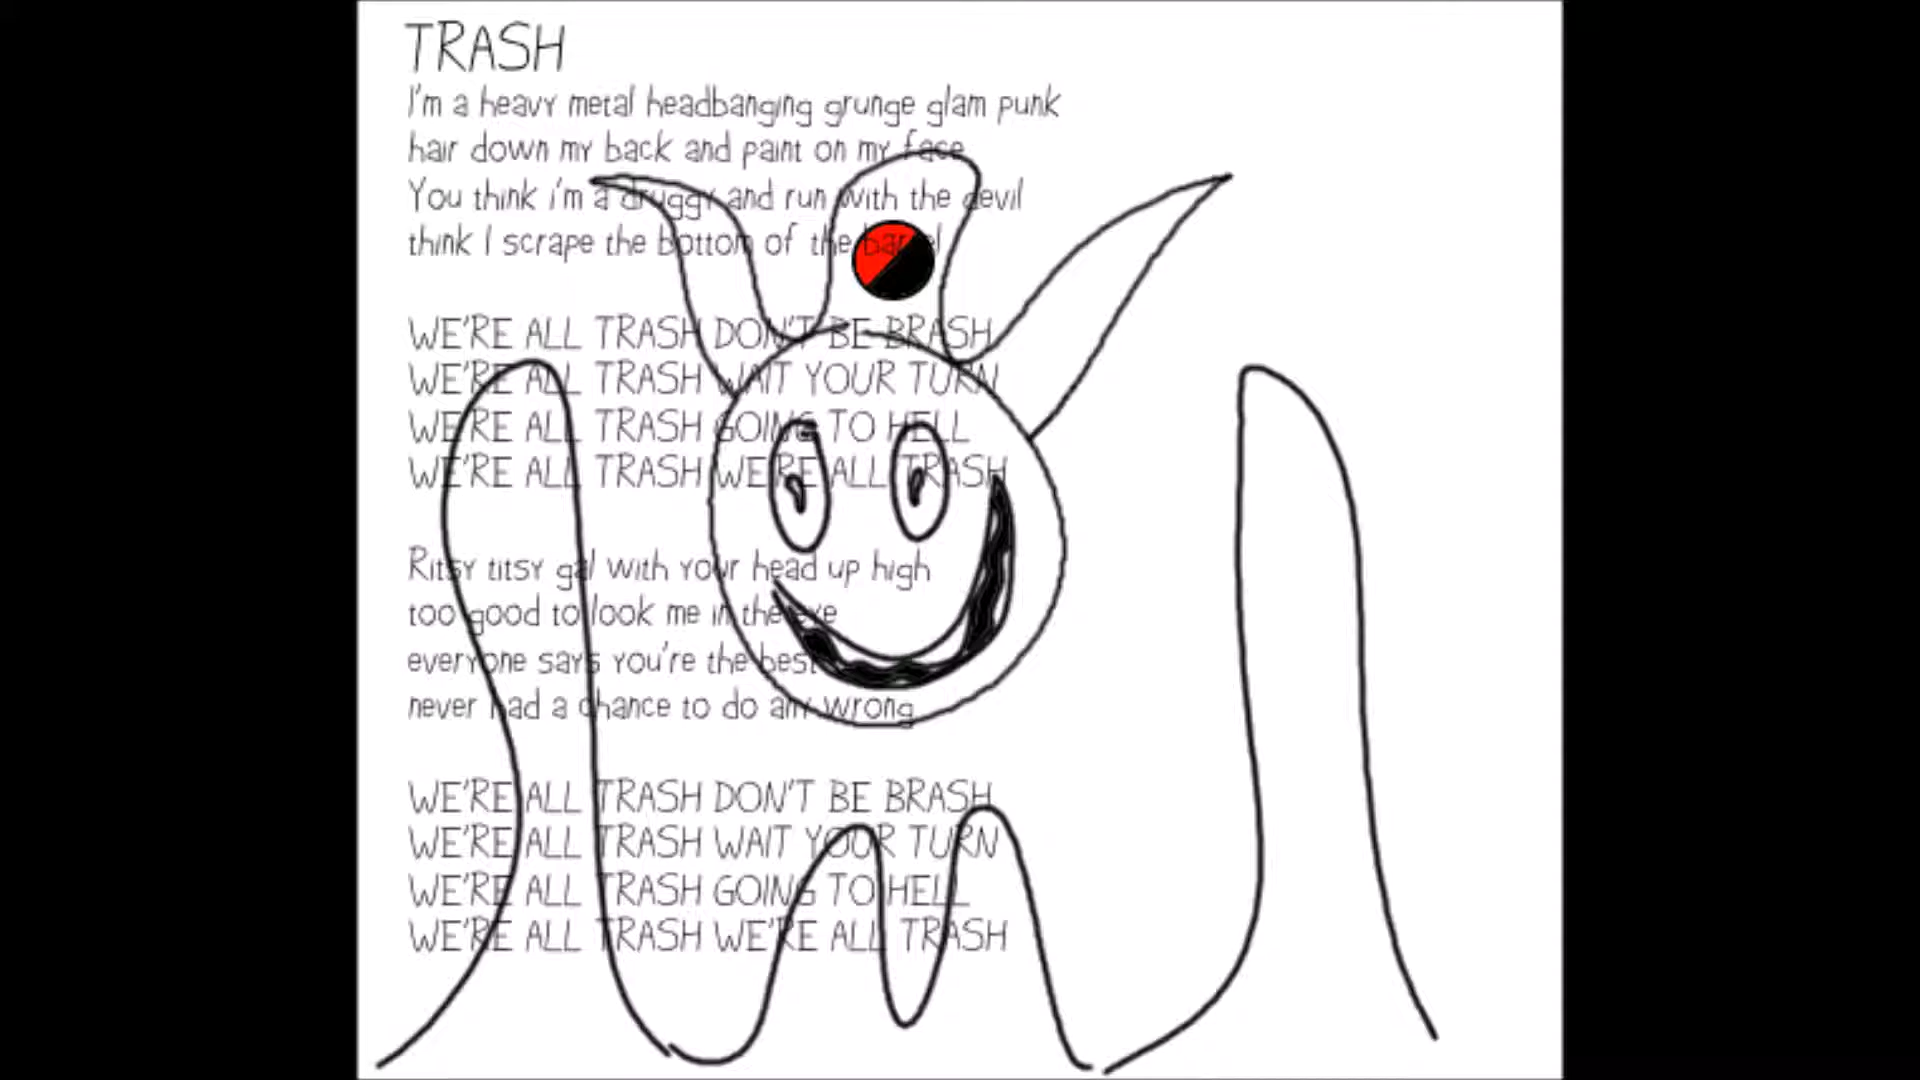 TRASH
I'm a heavy metal headbanging grunge glam punk
hair down my back and paint on my face
You think i'm a druggy and run with the devil
think I scrape the bottom of the barrel
WE'RE ALL TRASH DON'T BE BRASH
WE'RE ALL TRASH WAIT YOUR TURN
WE'RE ALL TRASH GOING TO HELL
WE'RE ALL TRASH WE'RE ALL TRASH
Ritsy titsy gal with your head up high
too good to look me in the eye
everyone says you're the best
never had a chance to do any wrong
WE'RE ALL TRASH DON'T BE BRASH
WE'RE ALL TRASH WAIT YOUR TURN
WE'RE ALL TRASH GOING TO HELL
WE'RE ALL TRASH WE'RE ALL TRASH